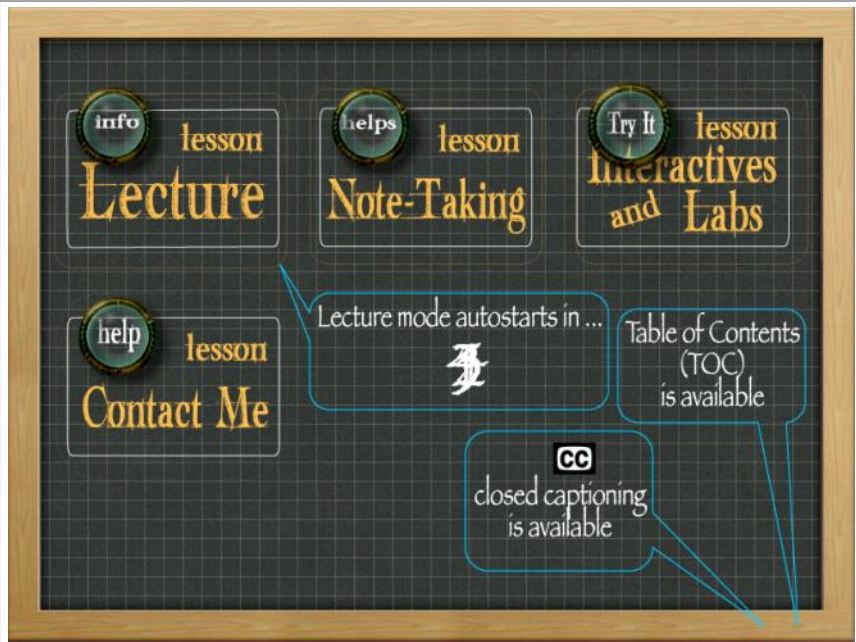 info
lesson
Lecture
helps
lesson
Note-Taking
Try It
lesson
Interactives
and Labs
help
lesson
Contact Me
Lecture mode autostarts in ...
Table of Contents
(TOC)
is available
CC
closed captioning
is available